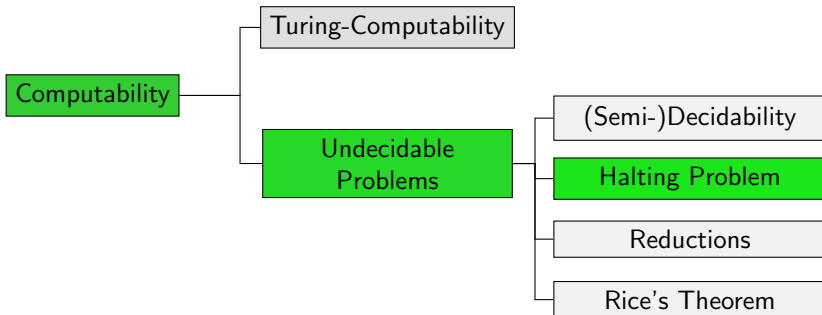 Turing-Computability
Computability
Undecidable
Problems
(Semi-)Decidability
Halting Problem
Reductions
Rice's Theorem